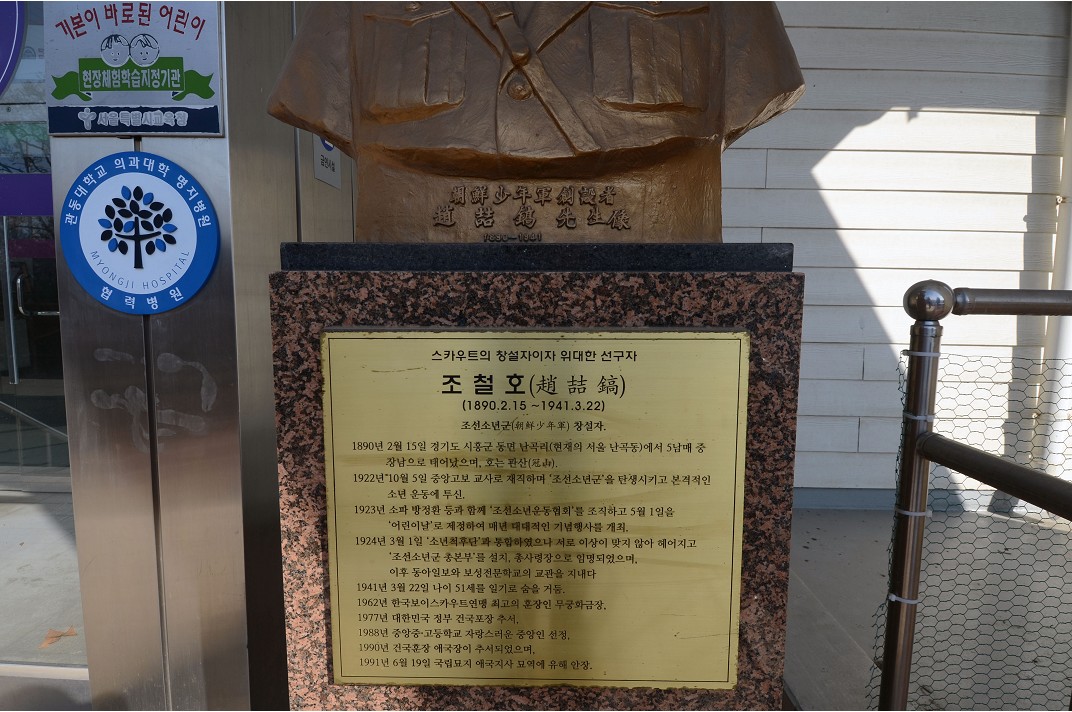 기본이 바로된 어린이
현장체험학습지정기관
서울특별시교육청
관동대학교 의과대학 명지병원
MYONGJI HOSPITAL
협력병원
금연시설
朝鮮少年軍 創設者
趙喆鎬 先生像
1890—1941
스카우트의 창설자이자 위대한 선구자
조철호(趙喆鎬)
(1890.2.15 ~1941.3.22)
조선소년군(朝鮮少年軍) 창설자.
1890년 2월 15일 경기도 시흥군 동면 난곡리(현재의 서울 난곡동)에서 5남매 중
장남으로 태어났으며, 호는 관산(冠山).
1922년 10월 5일 중앙고보 교사로 재직하며 '조선소년군'을 탄생시키고 본격적인
소년 운동에 투신.
1923년 소파 방정환 등과 함께 '조선소년운동협회'를 조직하고 5월 1일을
'어린이날'로 제정하여 매년 대대적인 기념행사를 개최.
1924년 3월 1일 '소년척후단'과 통합하였으나 서로 이상이 맞지 않아 헤어지고
'조선소년군 총본부'를 설치, 총사령장으로 임명되었으며,
이후 동아일보와 보성전문학교의 교관을 지내다
1941년 3월 22일 나이 51세를 일기로 숨을 거둠.
1962년 한국보이스카우트연맹 최고의 훈장인 무궁화금장,
1977년 대한민국 정부 건국포장 추서,
1988년 중앙중·고등학교 자랑스러운 중앙인 선정,
1990년 건국훈장 애국장이 추서되었으며,
1991년 6월 19일 국립묘지 애국지사 묘역에 유해 안장.